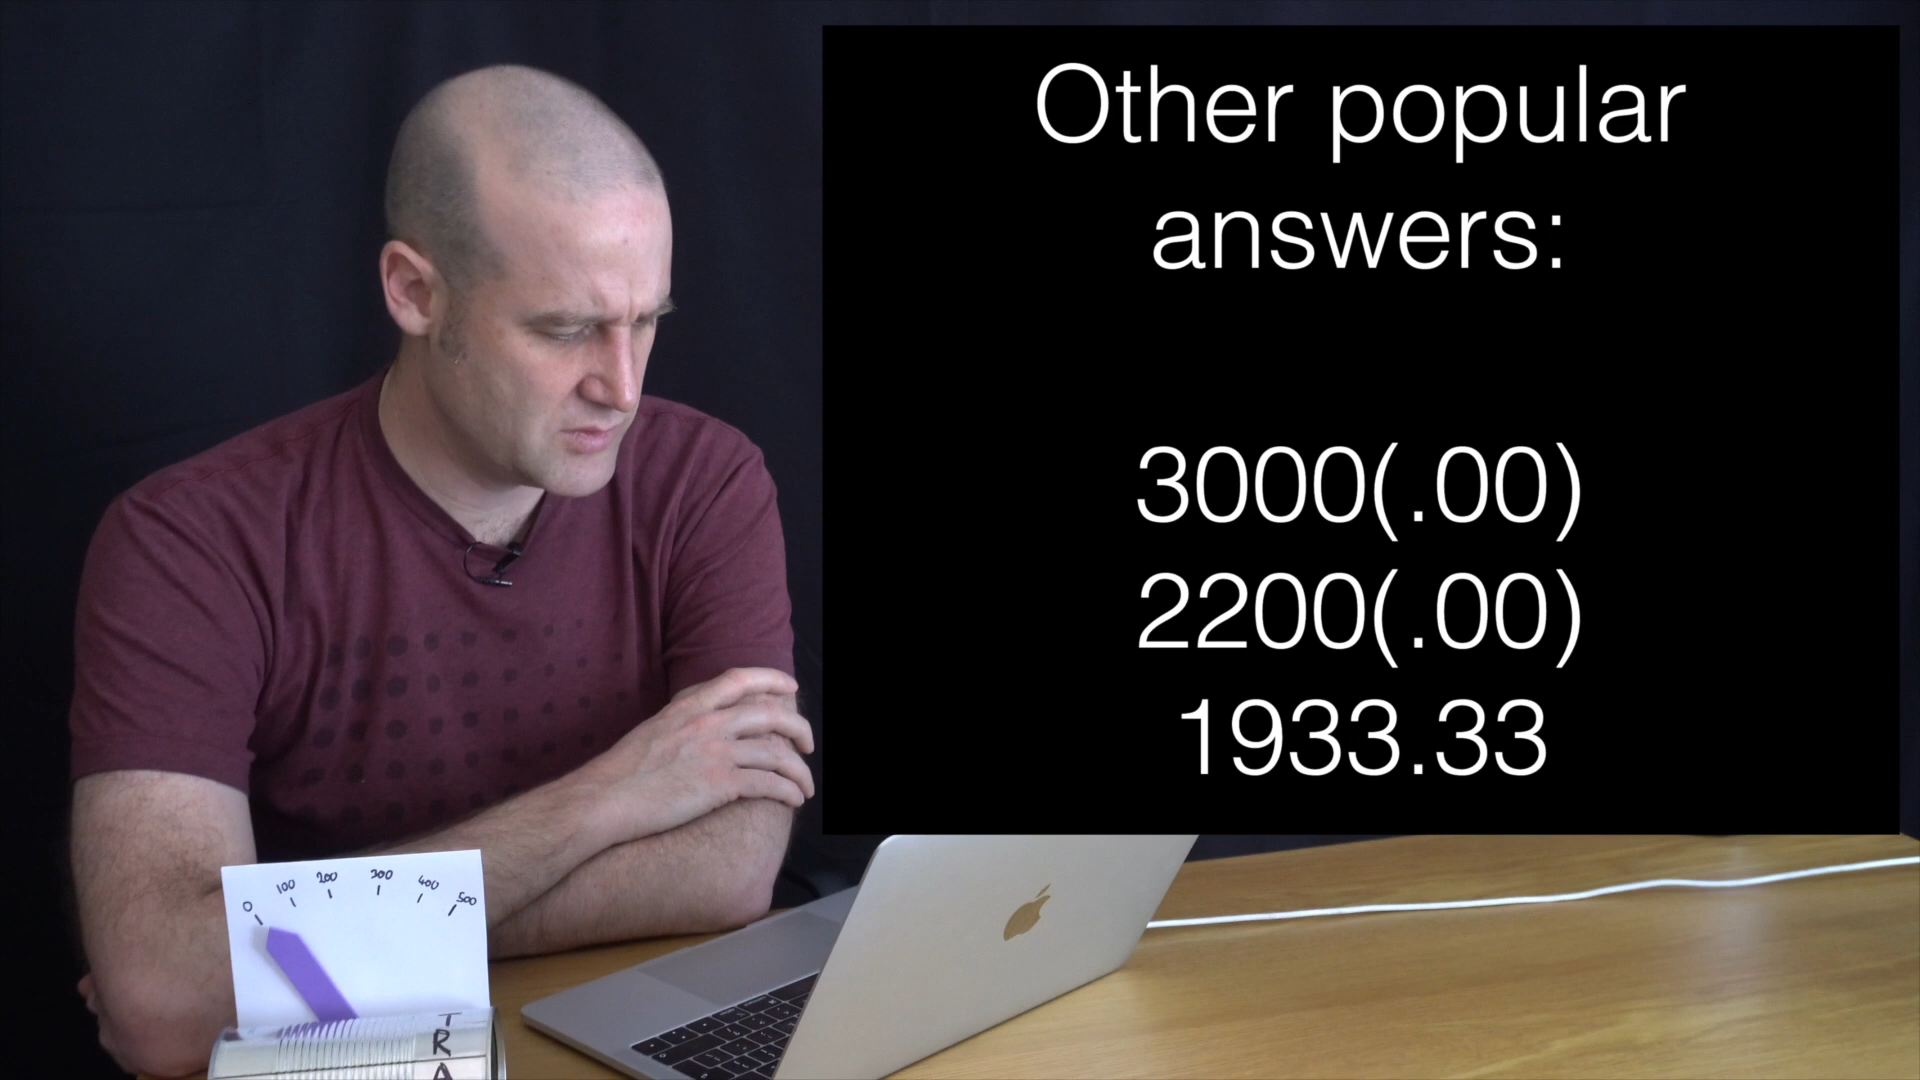 Other popular
answers:
3000(.00)
2200(.00)
1933.33
0 100 200 300 400 500
T
R
A